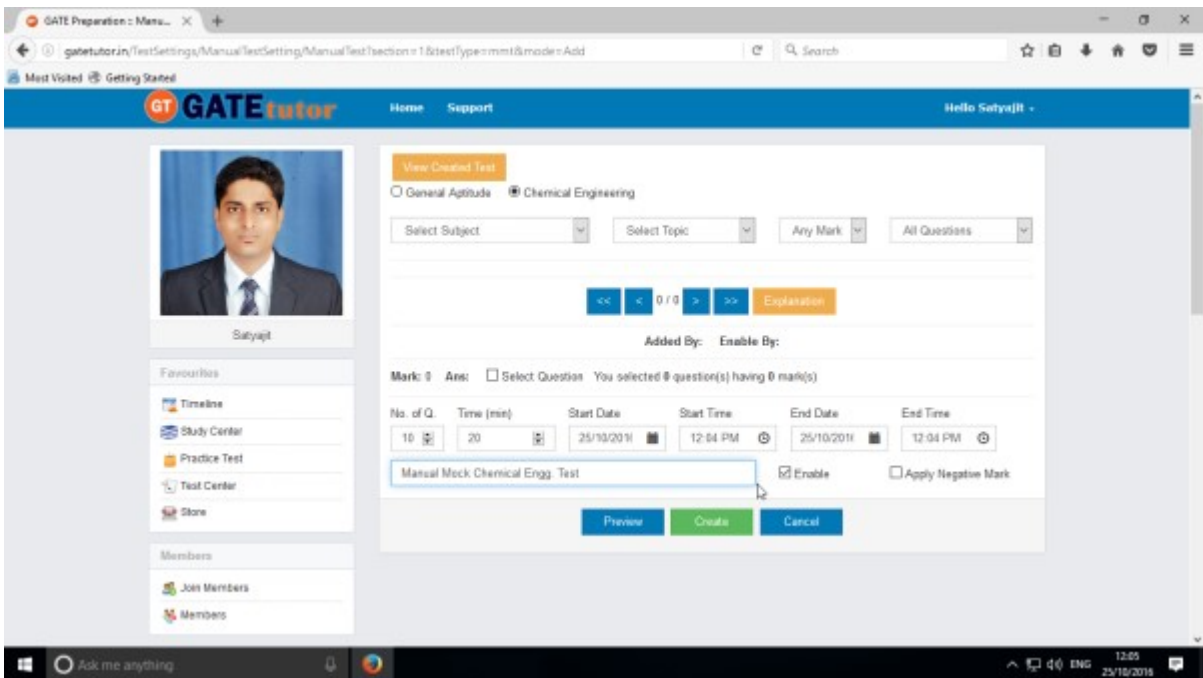 GATE Preparation :: Manu...
gatetutor.in/TestSettings/ManualTestSetting/ManualTest?section=1&testType=mmt&mode=Add
Search
Most Visited Getting Started
GT GATEtutor
Home Support Hello Satyajit
View Created Test
General Aptitude Chemical Engineering
Select Subject Select Topic Any Mark All Questions
<< < 0 / 0 > >> Explanation
Satyajit
Added By: Enable By:
Favourites
Mark: 0 Ans: Select Question You selected 0 question(s) having 0 mark(s)
Timeline
No. of Q. Time (min) Start Date Start Time End Date End Time
Study Center
10 20 25/10/201 12:04 PM 25/10/201 12:04 PM
Practice Test
Manual Mock Chemical Engg. Test Enable Apply Negative Mark
Test Center
Store
Preview Create Cancel
Members
Join Members
Members
Ask me anything
ENG
12:05
25/10/2016